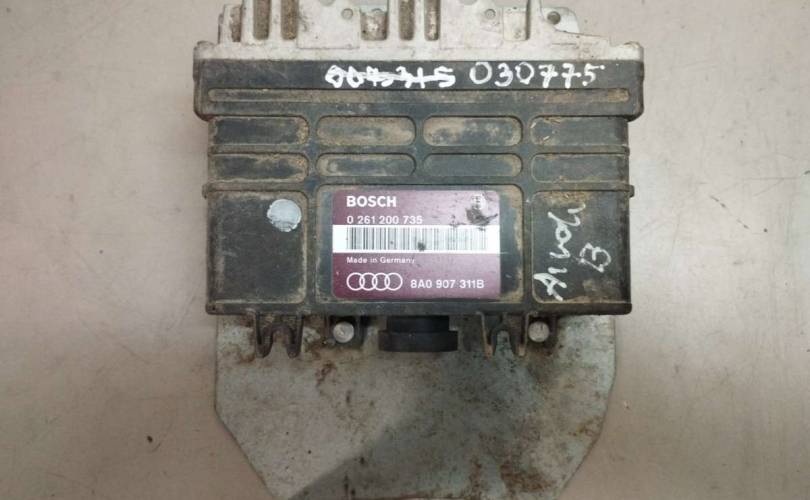 030775
BOSCH
0 261 200 735
Made in Germany
8A0 907 311B